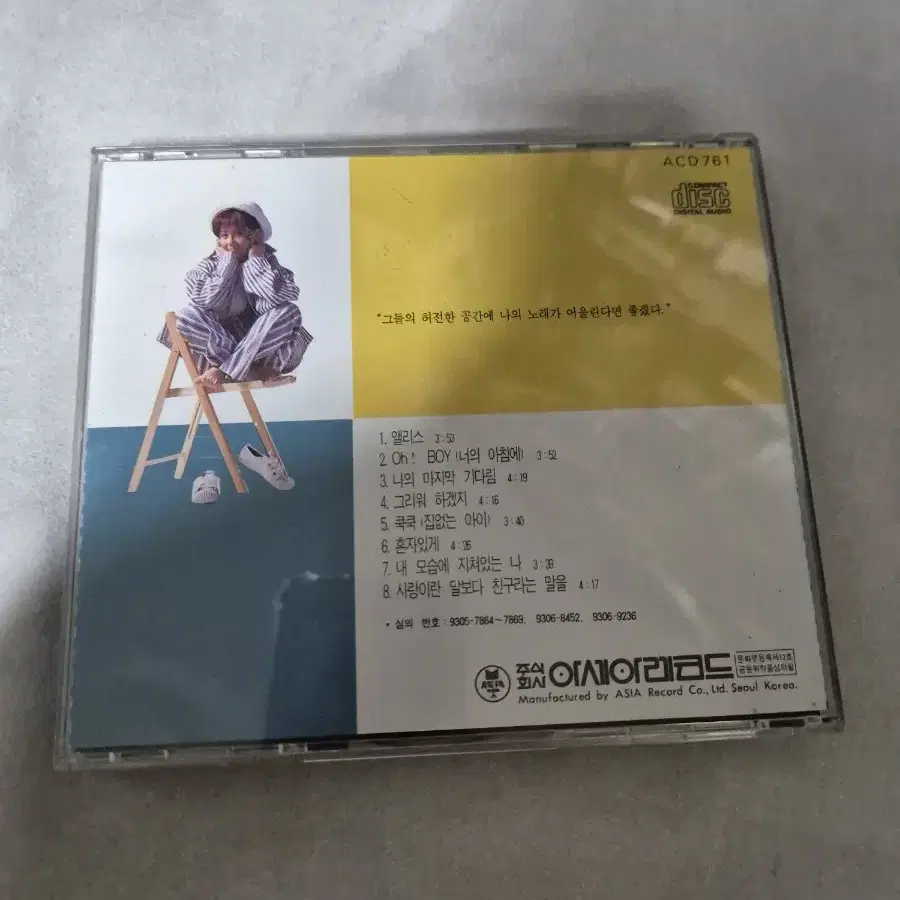 ACD761
COMPACT
disc
DIGITAL AUDIO
"그들의 허전한 공간에 나의 노래가 어울린다면 좋겠다."
1. 앨리스 3:53
2. Oh! BOY (너의 아침에) 3:52
3. 나의 마지막 기다림 4:19
4. 그리워 하겠지 4:16
5. 쿡쿡 (집없는 아이) 3:40
6. 혼자있게 4:26
7. 내 모습에 지쳐있는 나 3:39
8. 사랑이란 말보다 친구라는 말을 4:17
• 심의 번호 : 9305-7864~7869, 9306-8452, 9306-9236
주식회사 아세아레코드
Manufactured by ASIA Record Co., Ltd. Seoul Korea.